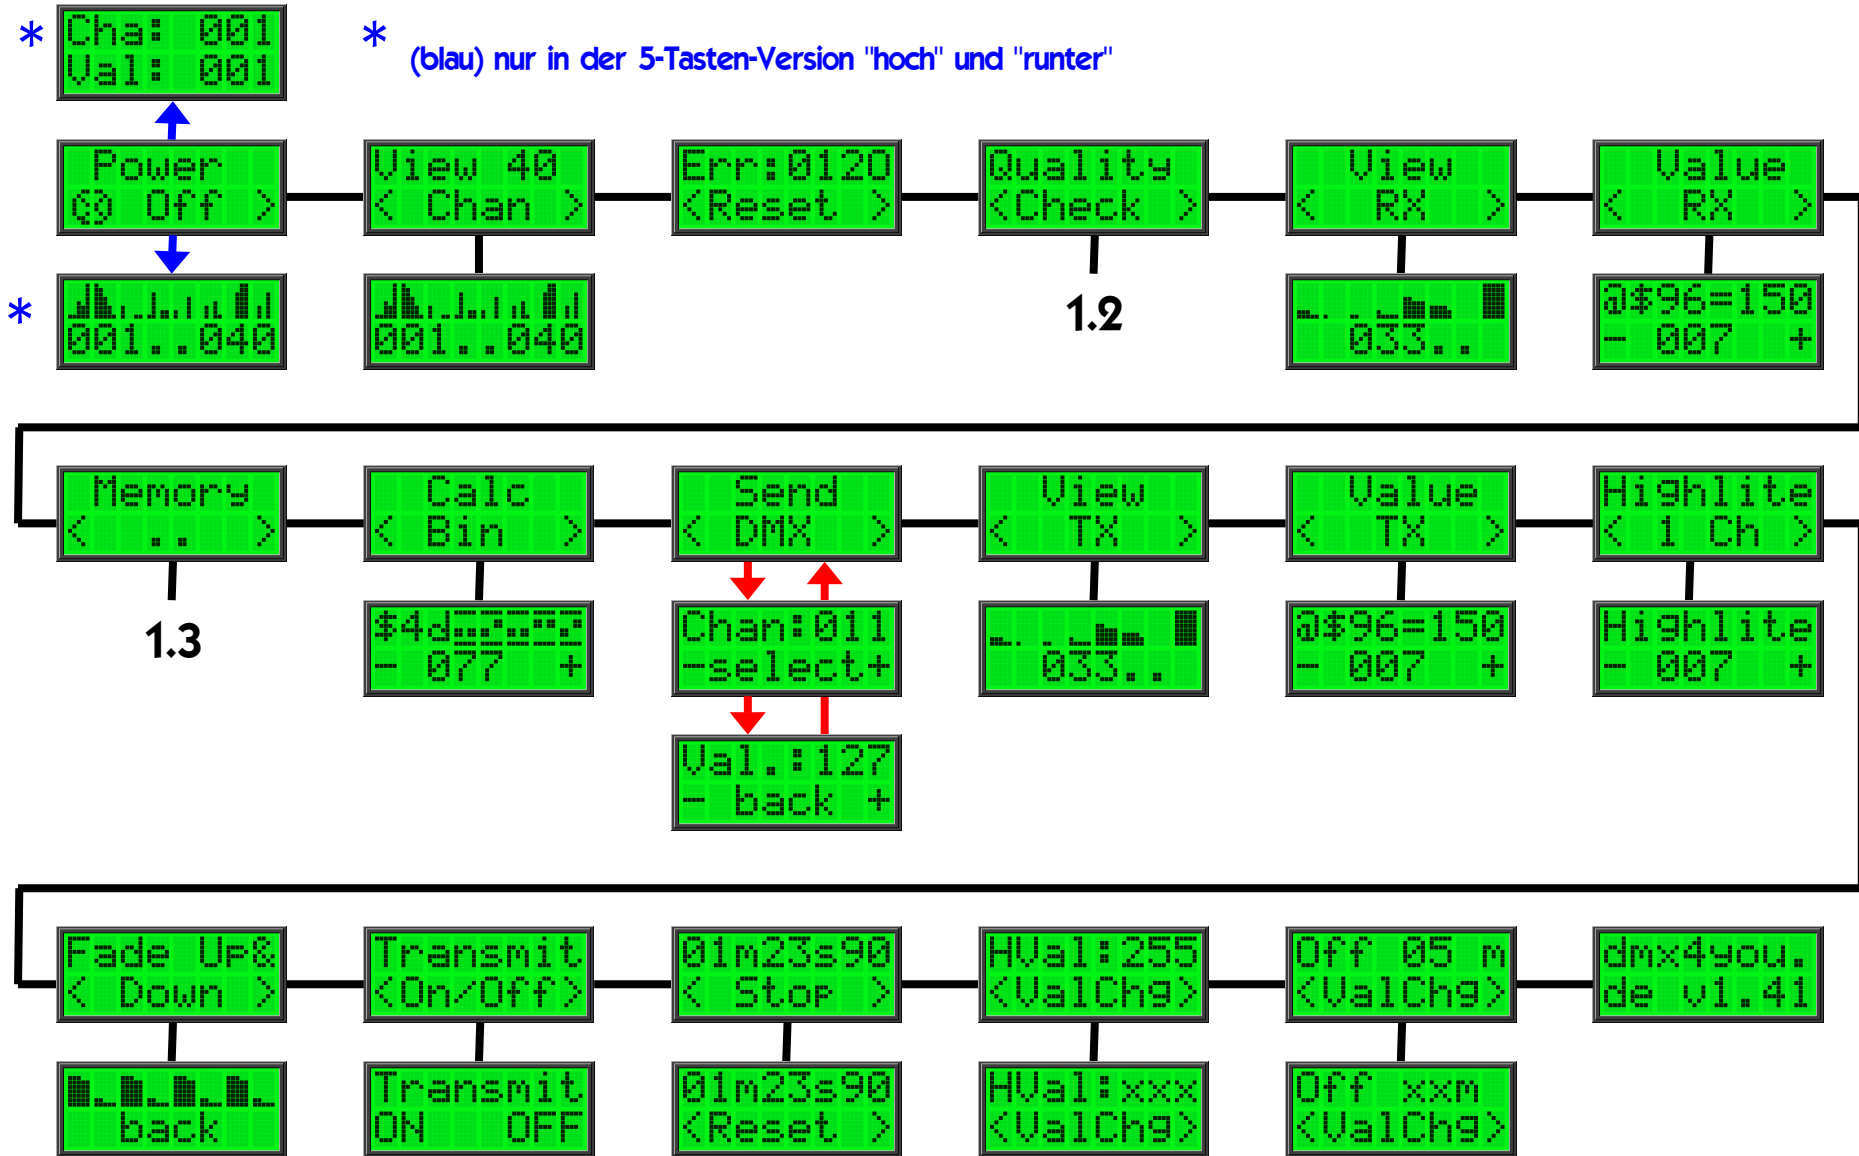 * Cha: 001
Val: 001
* (blau) nur in der 5-Tasten-Version "hoch" und "runter"
Power
Off >
View 40
< Chan >
Err:0120
<Reset >
Quality
<Check >
View
< RX >
Value
< RX >
*
001..040
001..040
1.2
033..
@$96=150
- 007 +
Memory
< .. >
Calc
< Bin >
Send
< DMX >
View
< TX >
Value
< TX >
Highlite
< 1 Ch >
1.3
$4d
- 077 +
Chan:011
-select+
033..
@$96=150
- 007 +
Highlite
- 007 +
Val.:127
- back +
Fade Up&
< Down >
Transmit
<On/Off>
01m23s90
< Stop >
HVal:255
<ValChg>
Off 05 m
<ValChg>
dmx4you.
de v1.41
back
Transmit
ON OFF
01m23s90
<Reset >
HVal:xxx
<ValChg>
Off xxm
<ValChg>